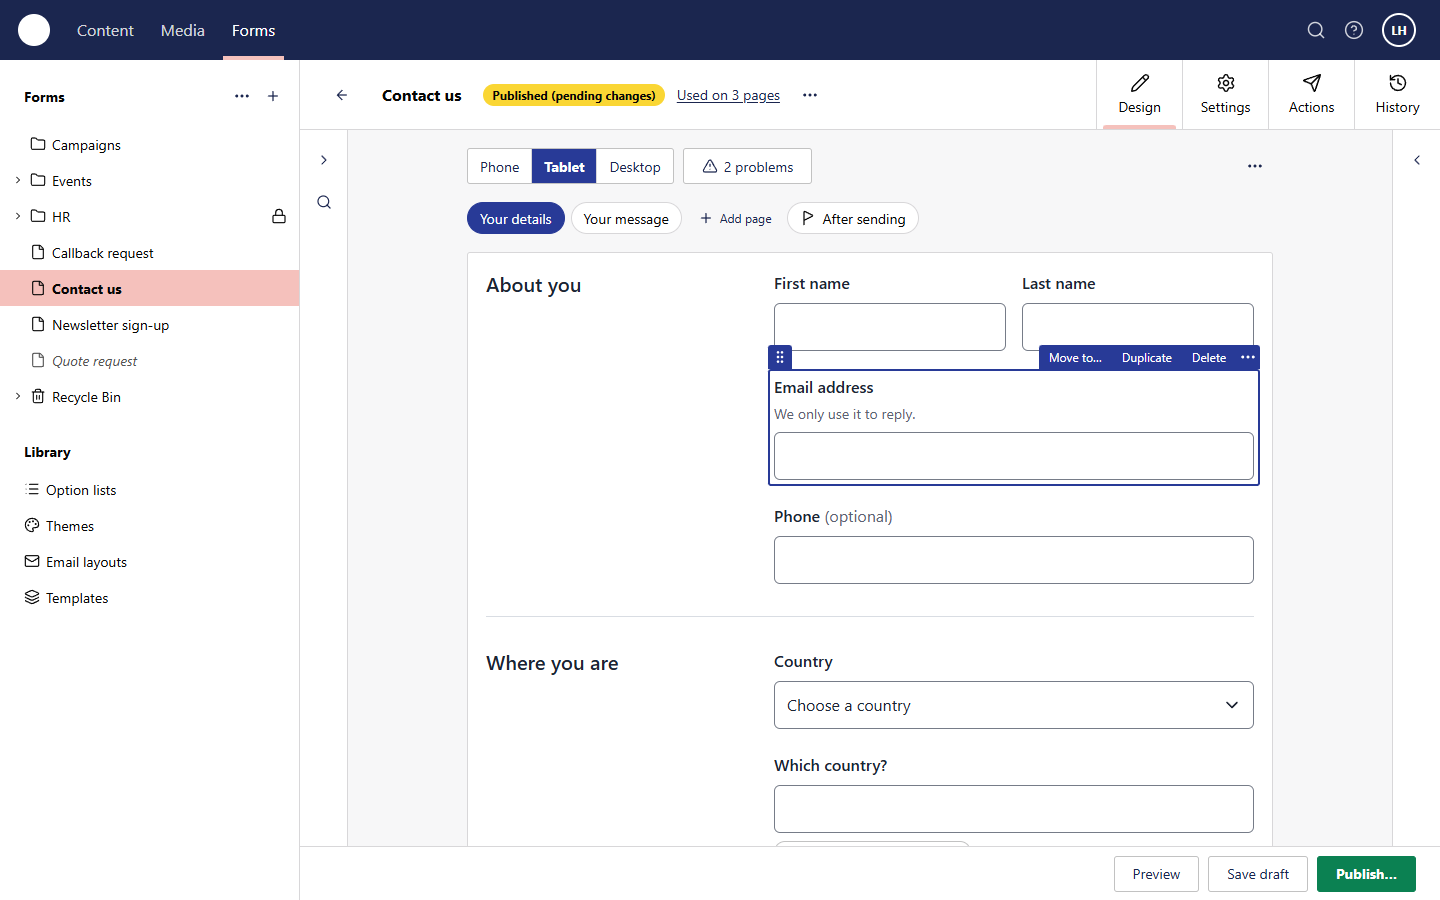 Content
Media
Forms
LH
Forms
Campaigns
Events
HR
Callback request
Contact us
Newsletter sign-up
Quote request
Recycle Bin
Library
Option lists
Themes
Email layouts
Templates
Contact us
Published (pending changes)
Used on 3 pages
Design
Settings
Actions
History
Phone
Tablet
Desktop
2 problems
Your details
Your message
Add page
After sending
About you
First name
Last name
Move to...
Duplicate
Delete
Email address
We only use it to reply.
Phone (optional)
Where you are
Country
Choose a country
Which country?
Preview
Save draft
Publish...